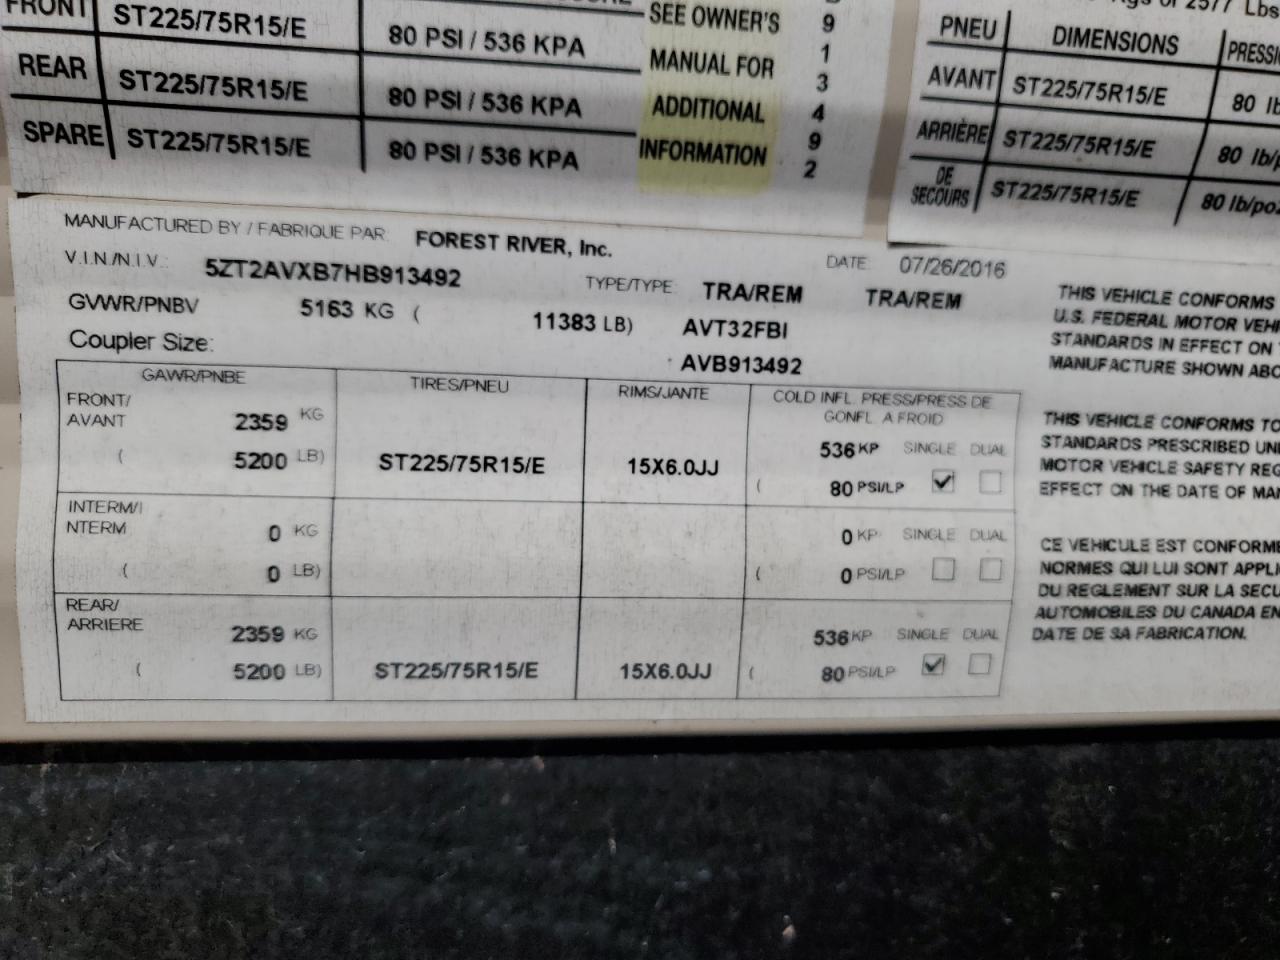 FRONT ST225/75R15/E 80 PSI / 536 KPA SEE OWNER'S
REAR ST225/75R15/E 80 PSI / 536 KPA MANUAL FOR
ADDITIONAL
SPARE ST225/75R15/E 80 PSI / 536 KPA INFORMATION
9
1
3
4
9
2
Kgs or 2577 Lbs
PNEU DIMENSIONS
AVANT ST225/75R15/E 80
ARRIÈRE ST225/75R15/E 80
DE
SECOURS ST225/75R15/E 80 lb/po2
MANUFACTURED BY / FABRIQUE PAR: FOREST RIVER, Inc.
DATE: 07/26/2016
V.I.N/N.I.V.: 5ZT2AVXB7HB913492 TYPE/TYPE: TRA/REM TRA/REM
GVWR/PNBV 5163 KG ( 11383 LB) AVT32FBI
Coupler Size: AVB913492
GAWR/PNBE TIRES/PNEU RIMS/JANTE COLD INFL. PRESS/PRESS DE
GONFL. A FROID
FRONT/
AVANT 2359 KG 536 KP SINGLE DUAL
( 5200 LB) ST225/75R15/E 15X6.0JJ ( 80 PSI/LP
INTERM/I
NTERM 0 KG 0 KP SINGLE DUAL
( 0 LB) ( 0 PSI/LP
REAR/
ARRIERE 2359 KG 536 KP SINGLE DUAL
( 5200 LB) ST225/75R15/E 15X6.0JJ ( 80 PSI/LP
THIS VEHICLE CONFORMS
U.S. FEDERAL MOTOR
STANDARDS IN EFFECT ON
MANUFACTURE SHOWN
THIS VEHICLE CONFORMS TO
STANDARDS PRESCRIBED
MOTOR VEHICLE SAFETY
EFFECT ON THE DATE OF
CE VEHICULE EST
NORMES QUI LUI SONT
DU REGLEMENT SUR LA
AUTOMOBILES DU CANADA EN
DATE DE SA FABRICATION.